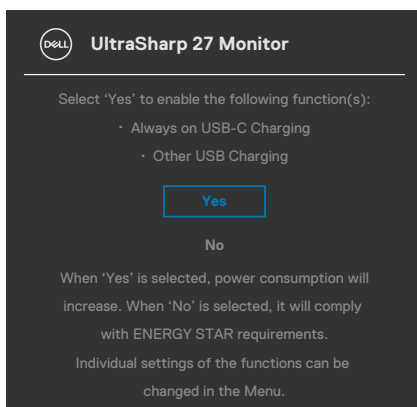 DELL
UltraSharp 27 Monitor
Select ‘Yes’ to enable the following function(s):
· Always on USB-C Charging
· Other USB Charging
Yes
No
When ‘Yes’ is selected, power consumption will
increase. When ‘No’ is selected, it will comply
with ENERGY STAR requirements.
Individual settings of the functions can be
changed in the Menu.